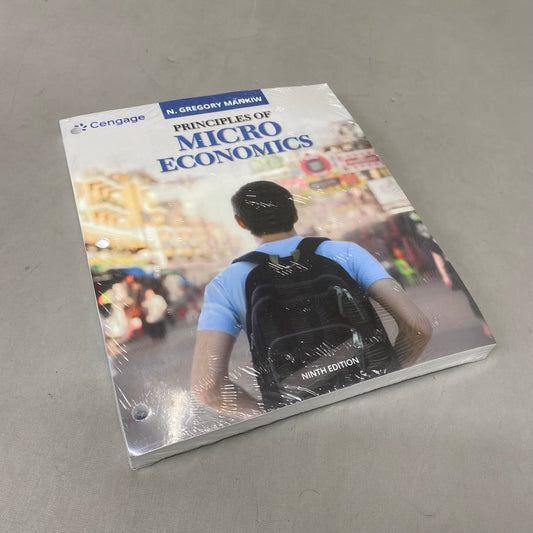 N. GREGORY MANKIW
Cengage
PRINCIPLES OF
MICRO
ECONOMICS
NINTH EDITION